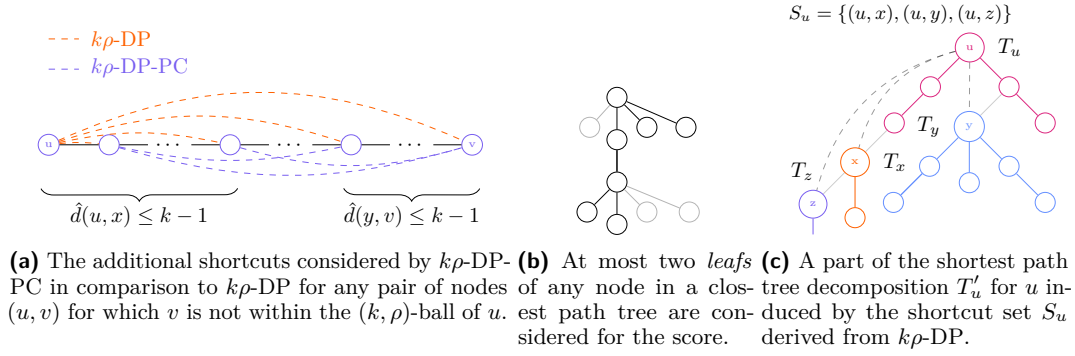 kρ-DP
kρ-DP-PC
u ··· ··· ··· v
d̂(u, x) ≤ k − 1 d̂(y, v) ≤ k − 1
S_u = {(u, x), (u, y), (u, z)}
u T_u
T_y y
x T_x
T_z
z
(a) The additional shortcuts considered by kρ-DP-
PC in comparison to kρ-DP for any pair of nodes
(u, v) for which v is not within the (k, ρ)-ball of u.
(b) At most two leafs
of any node in a clos-
est path tree are con-
sidered for the score.
(c) A part of the shortest path
tree decomposition T′_u for u in-
duced by the shortcut set S_u
derived from kρ-DP.